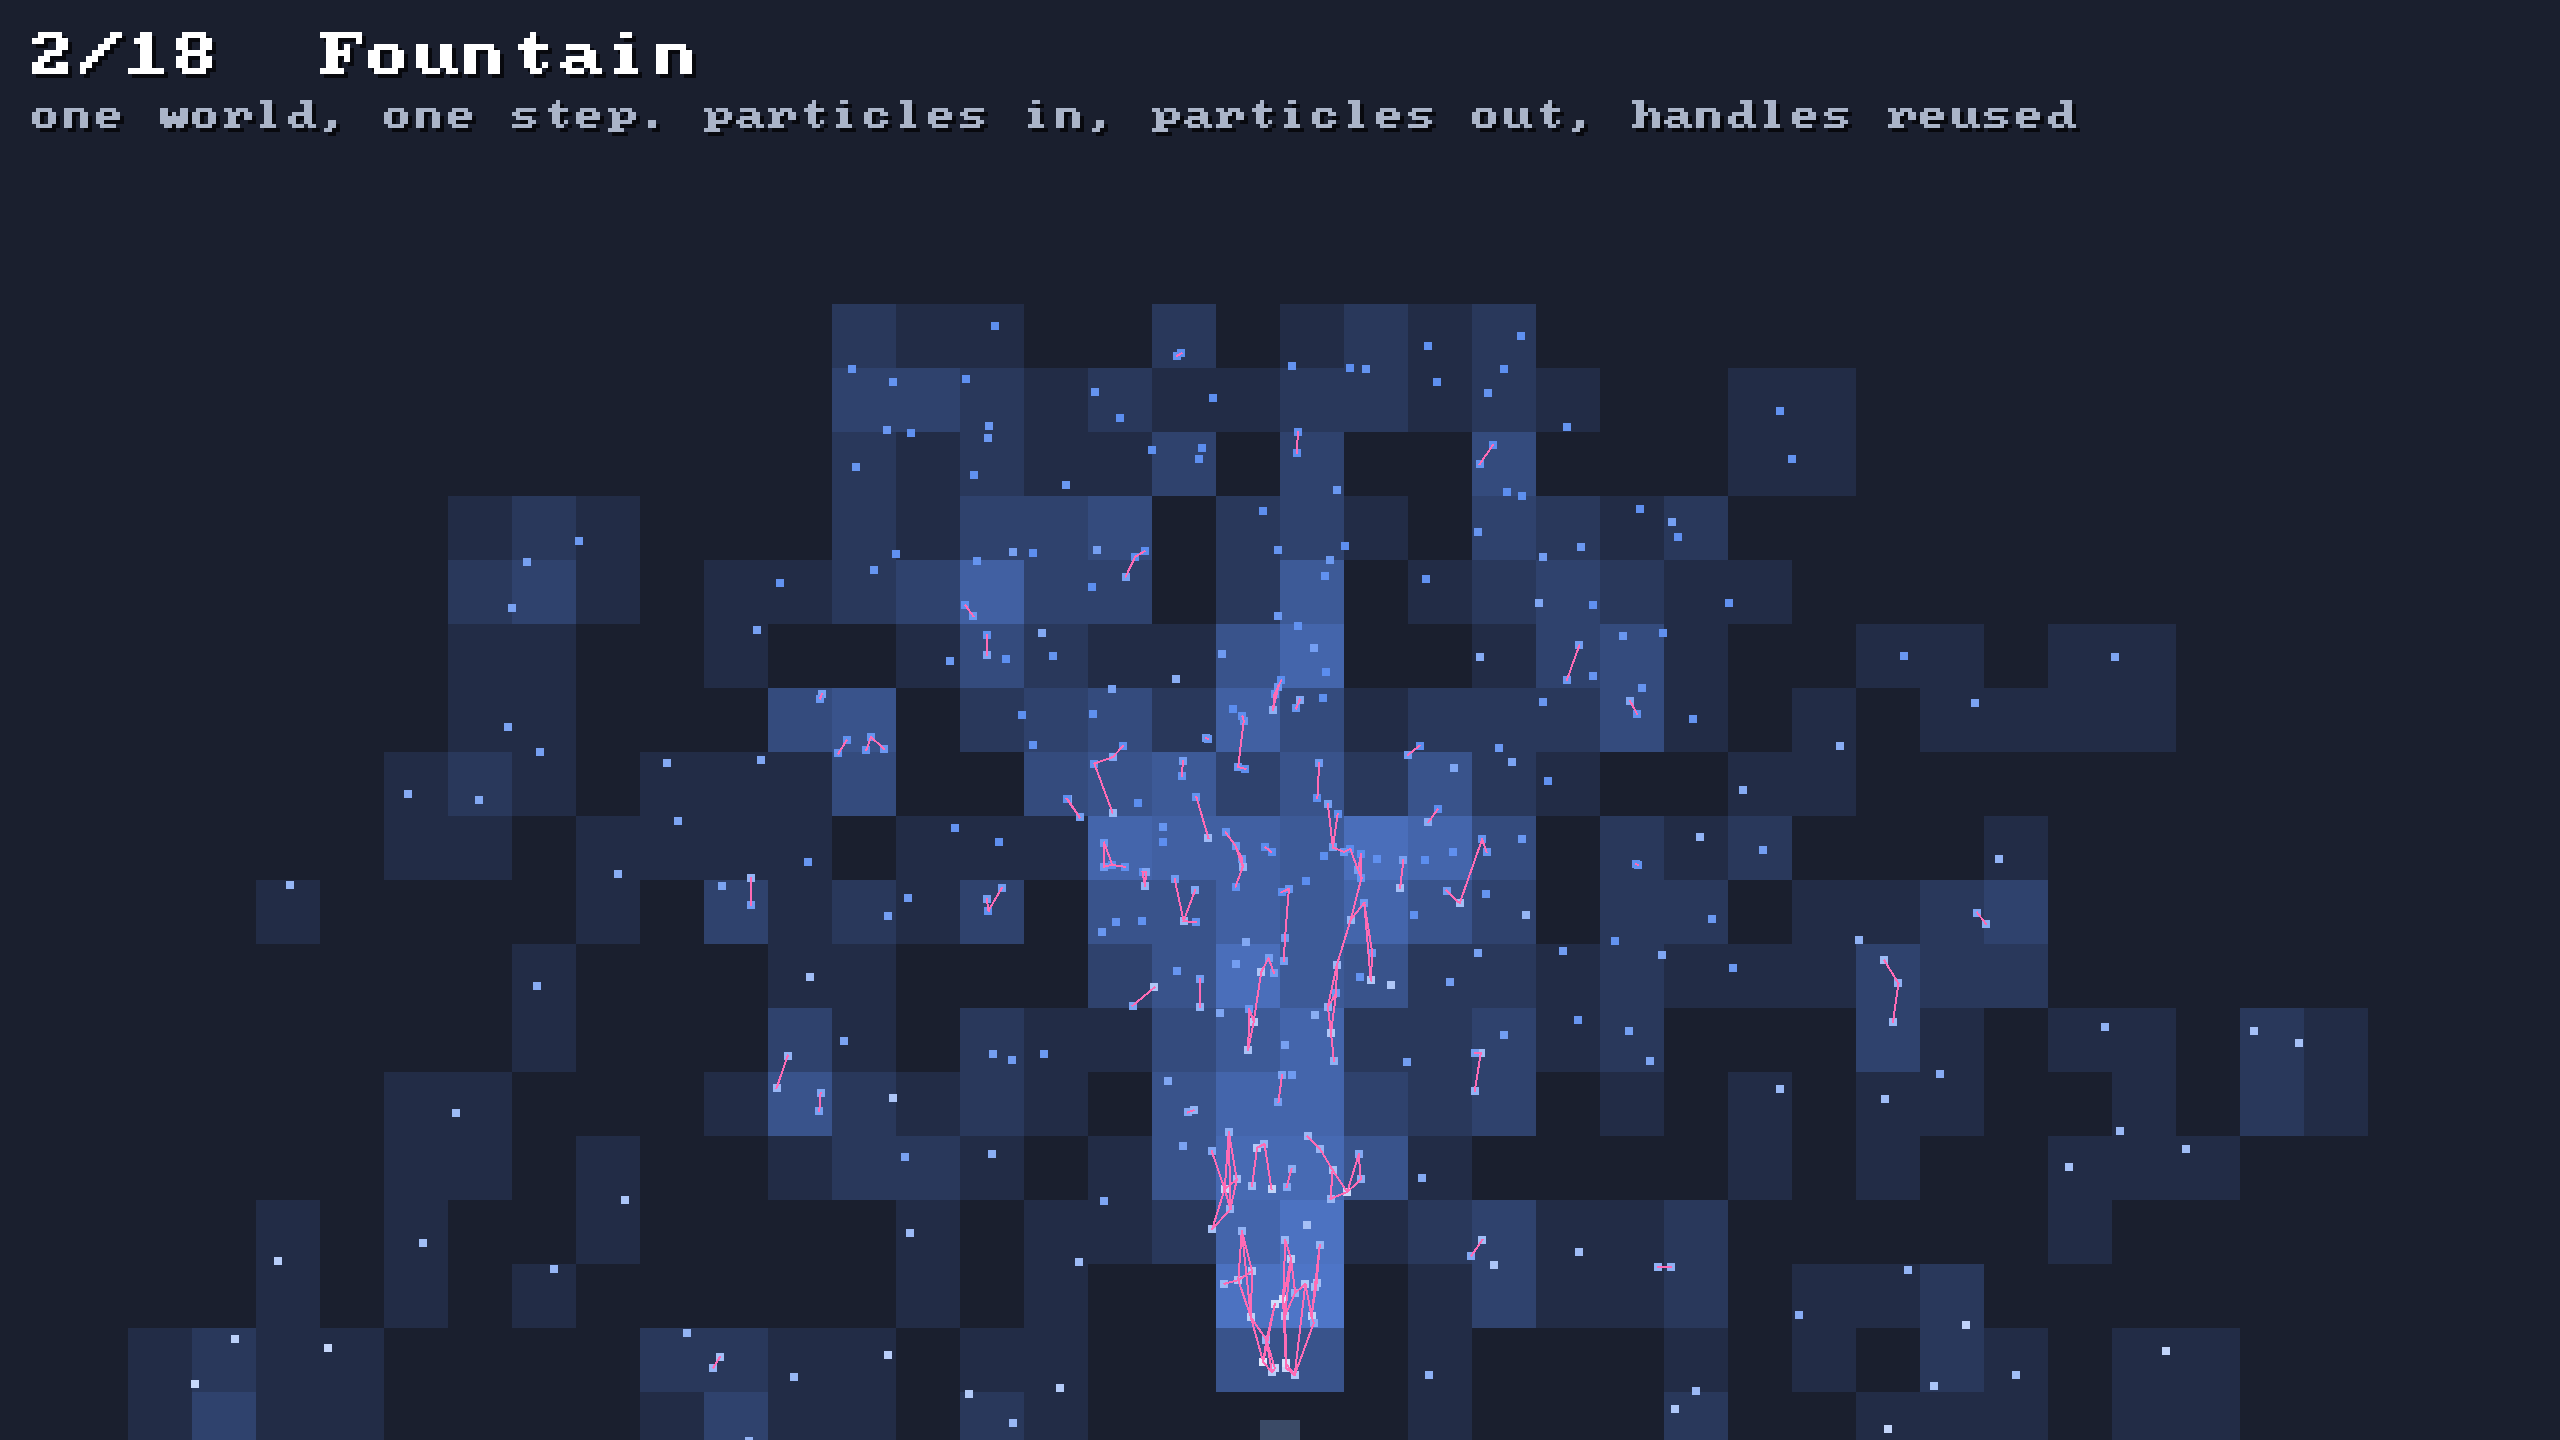 2/18 Fountain
one world, one step. particles in, particles out, handles reused